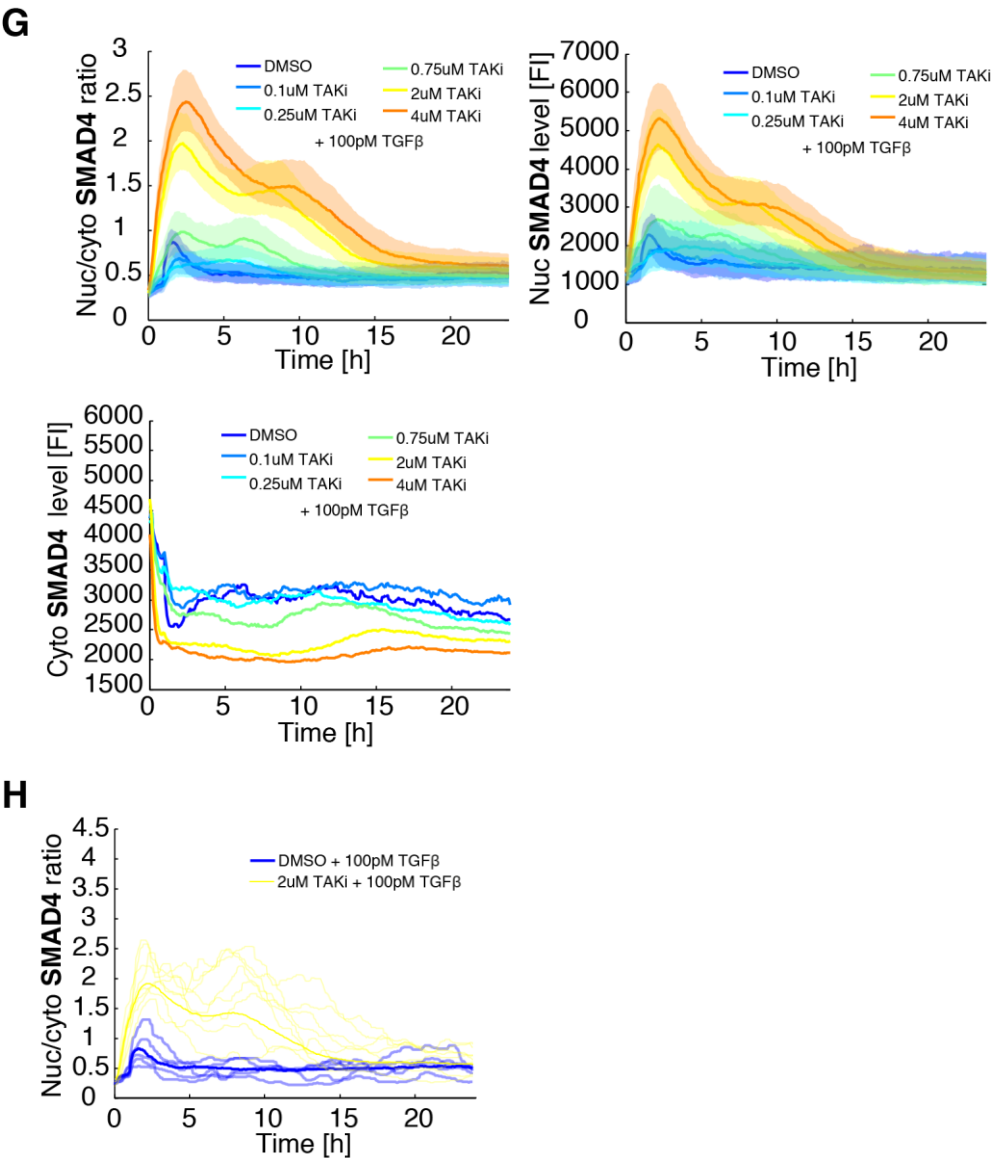 G
Nuc/cyto SMAD4 ratio
3
2.5
2
1.5
1
0.5
0
DMSO
0.1uM TAKi
0.25uM TAKi
0.75uM TAKi
2uM TAKi
4uM TAKi
+ 100pM TGFβ
0 5 10 15 20
Time [h]
Nuc SMAD4 level [FI]
7000
6000
5000
4000
3000
2000
1000
0
DMSO
0.1uM TAKi
0.25uM TAKi
0.75uM TAKi
2uM TAKi
4uM TAKi
+ 100pM TGFβ
0 5 10 15 20
Time [h]
Cyto SMAD4 level [FI]
6000
5500
5000
4500
4000
3500
3000
2500
2000
1500
DMSO
0.1uM TAKi
0.25uM TAKi
0.75uM TAKi
2uM TAKi
4uM TAKi
+ 100pM TGFβ
0 5 10 15 20
Time [h]
H
Nuc/cyto SMAD4 ratio
4.5
4
3.5
3
2.5
2
1.5
1
0.5
0
DMSO + 100pM TGFβ
2uM TAKi + 100pM TGFβ
0 5 10 15 20
Time [h]